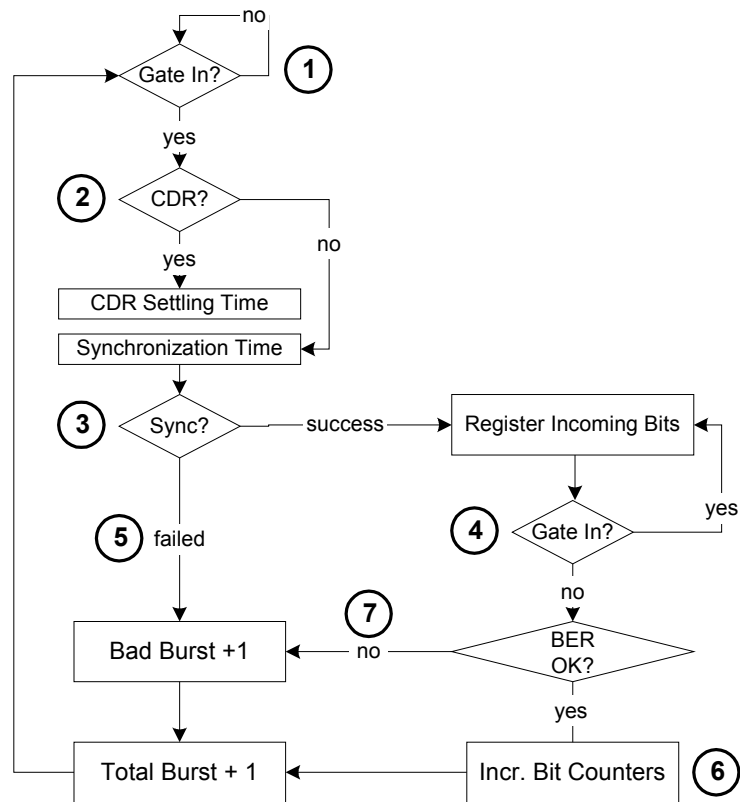 no
Gate In?
1
yes
2
CDR?
no
yes
CDR Settling Time
Synchronization Time
3
Sync?
success
Register Incoming Bits
yes
4
Gate In?
5
failed
no
7
BER
OK?
Bad Burst +1
no
yes
Total Burst + 1
Incr. Bit Counters
6